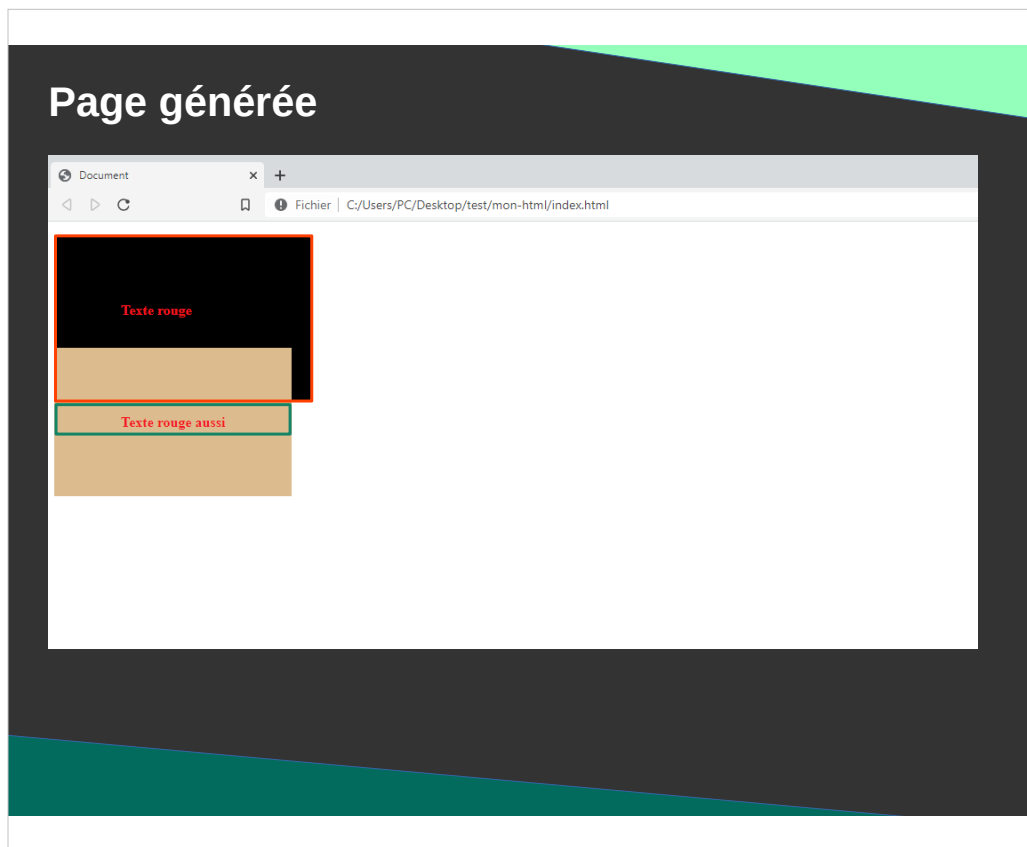 Page générée
Document
Fichier C:/Users/PC/Desktop/test/mon-html/index.html
Texte rouge
Texte rouge aussi